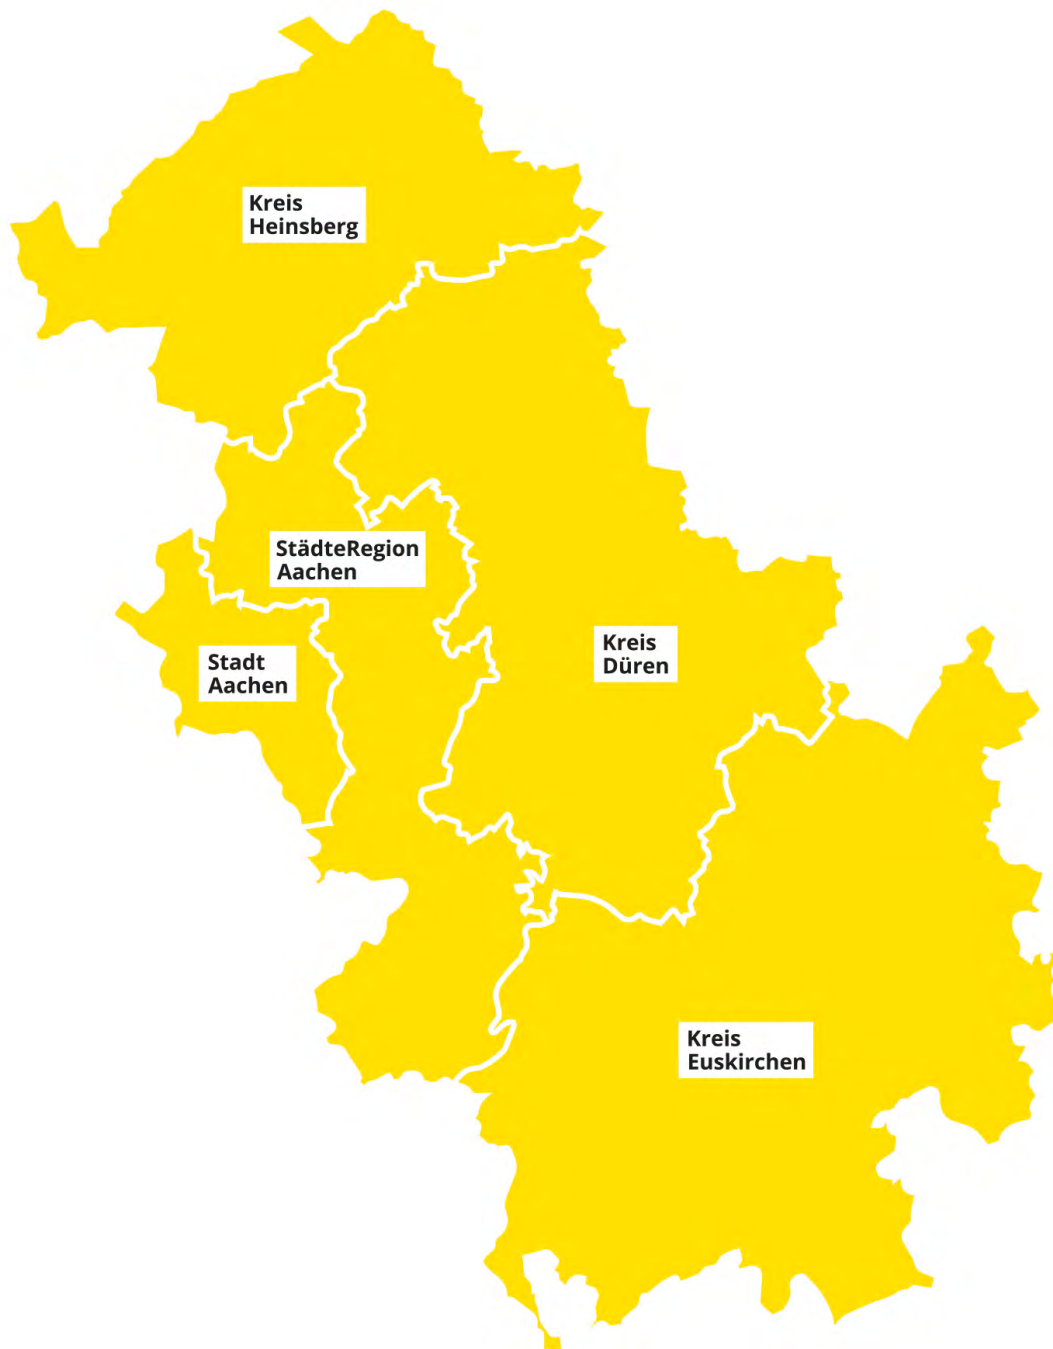 Kreis
Heinsberg
StädteRegion
Aachen
Stadt
Aachen
Kreis
Düren
Kreis
Euskirchen